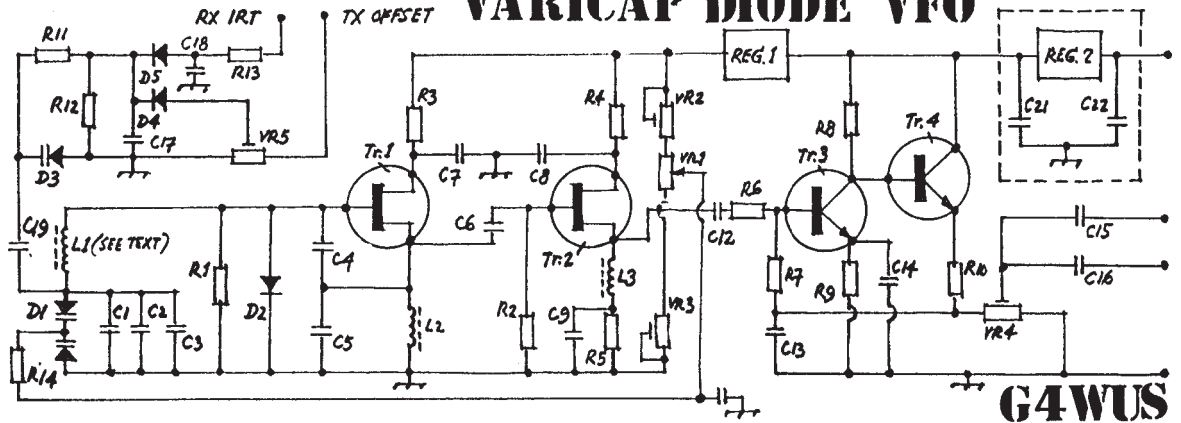 VARICAP DIODE VFO
RX IRT
TX OFFSET
R11
C18
R13
D5
R12
D4
C17
VR5
D3
R3
R4
VR2
REG.1
REG.2
C21
C22
R8
Tr.4
Tr.1
C7
C8
VR1
Tr.3
R6
C12
C19
L1 (SEE TEXT)
C4
C6
Tr.2
L3
R1
D2
D1
C1
C2
C3
C5
L2
R2
C9
R5
VR3
R7
R9
C14
R10
C15
C16
VR4
C13
R14
G4WUS